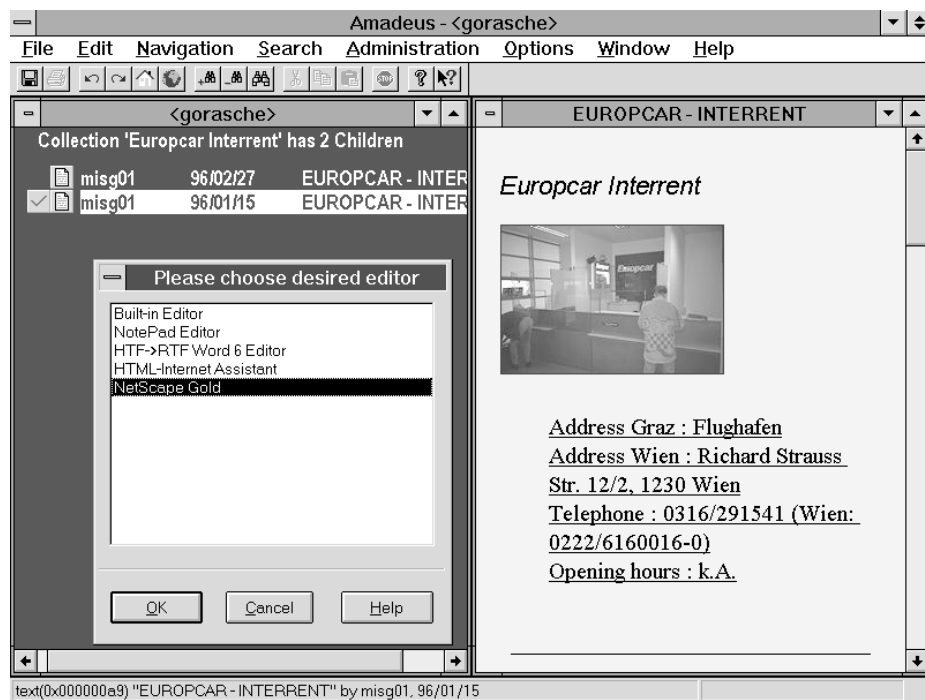 Amadeus - <gorasche>
File Edit Navigation Search Administration Options Window Help
STOP
<gorasche>
Collection 'Europcar Interrent' has 2 Children
misg01 96/02/27 EUROPCAR - INTER
misg01 96/01/15 EUROPCAR - INTER
Please choose desired editor
Built-in Editor
NotePad Editor
HTF->RTF Word 6 Editor
HTML-Internet Assistant
NetScape Gold
OK Cancel Help
EUROPCAR - INTERRENT
Europcar Interrent
Europcar
Address Graz : Flughafen
Address Wien : Richard Strauss
Str. 12/2, 1230 Wien
Telephone : 0316/291541 (Wien:
0222/6160016-0)
Opening hours : k.A.
text(0x000000a9) "EUROPCAR - INTERRENT" by misg01, 96/01/15